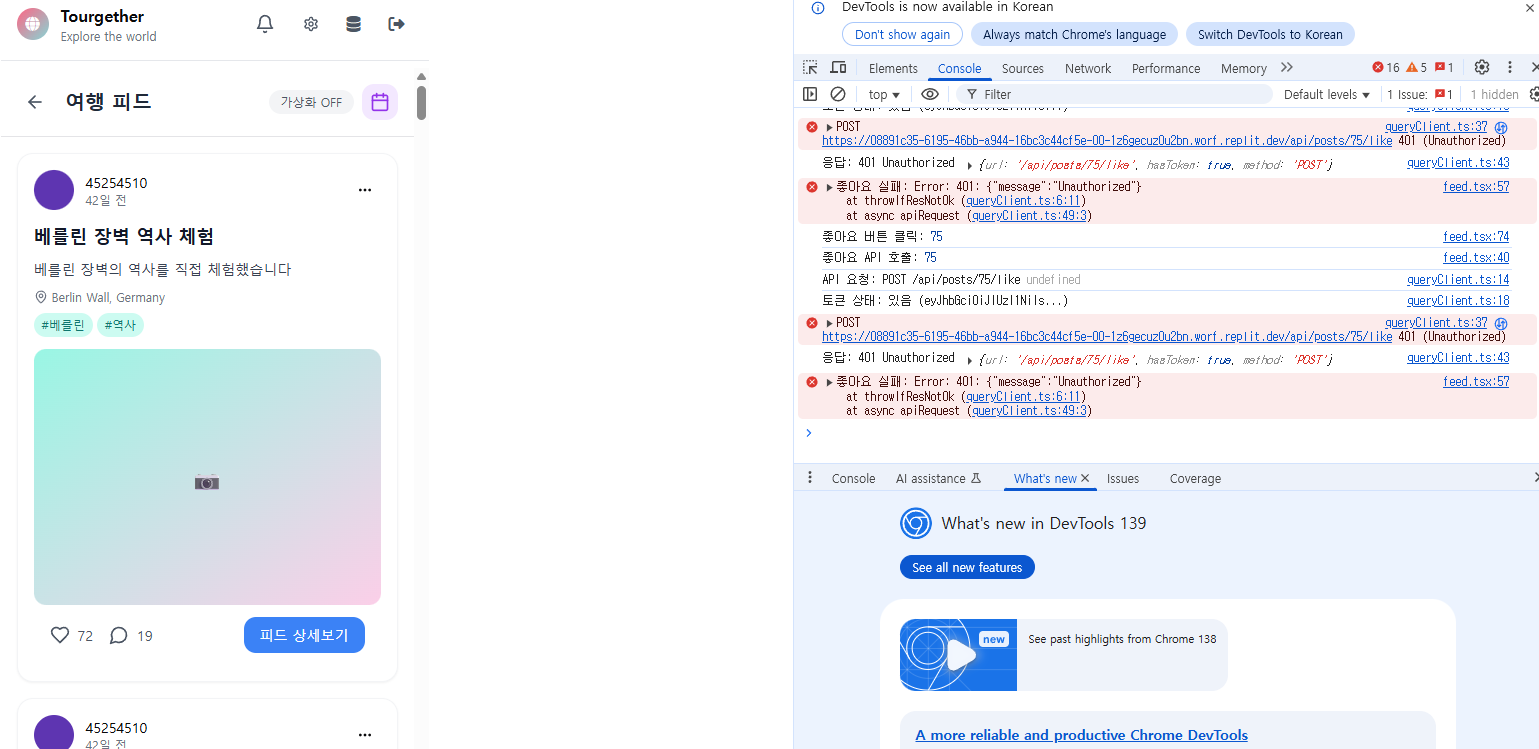 Tourgether
Explore the world
여행 피드
가상화 OFF
45254510
42일 전
베를린 장벽 역사 체험
베를린 장벽의 역사를 직접 체험했습니다
Berlin Wall, Germany
#베를린 #역사
72 19 피드 상세보기
45254510
42일 전
DevTools is now available in Korean
Don't show again Always match Chrome's language Switch DevTools to Korean
Elements Console Sources Network Performance Memory 16 5 1
top Filter Default levels 1 Issue: 1 1 hidden
POST queryClient.ts:37
https://08891c35-6195-46bb-a944-16bc3c44cf5e-00-1z6gecuz0u2bn.worf.replit.dev/api/posts/75/like 401 (Unauthorized)
응답: 401 Unauthorized {url: '/api/posts/75/like', hasToken: true, method: 'POST'} queryClient.ts:43
좋아요 실패: Error: 401: {"message":"Unauthorized"} feed.tsx:57
at throwIfResNotOk (queryClient.ts:6:11)
at async apiRequest (queryClient.ts:49:3)
좋아요 버튼 클릭: 75 feed.tsx:74
좋아요 API 호출: 75 feed.tsx:40
API 요청: POST /api/posts/75/like undefined queryClient.ts:14
토큰 상태: 있음 (eyJhbGciOiJIUzI1NiIs...) queryClient.ts:18
POST queryClient.ts:37
https://08891c35-6195-46bb-a944-16bc3c44cf5e-00-1z6gecuz0u2bn.worf.replit.dev/api/posts/75/like 401 (Unauthorized)
응답: 401 Unauthorized {url: '/api/posts/75/like', hasToken: true, method: 'POST'} queryClient.ts:43
좋아요 실패: Error: 401: {"message":"Unauthorized"} feed.tsx:57
at throwIfResNotOk (queryClient.ts:6:11)
at async apiRequest (queryClient.ts:49:3)
Console AI assistance What's new Issues Coverage
What's new in DevTools 139
See all new features
new
See past highlights from Chrome 138
A more reliable and productive Chrome DevTools